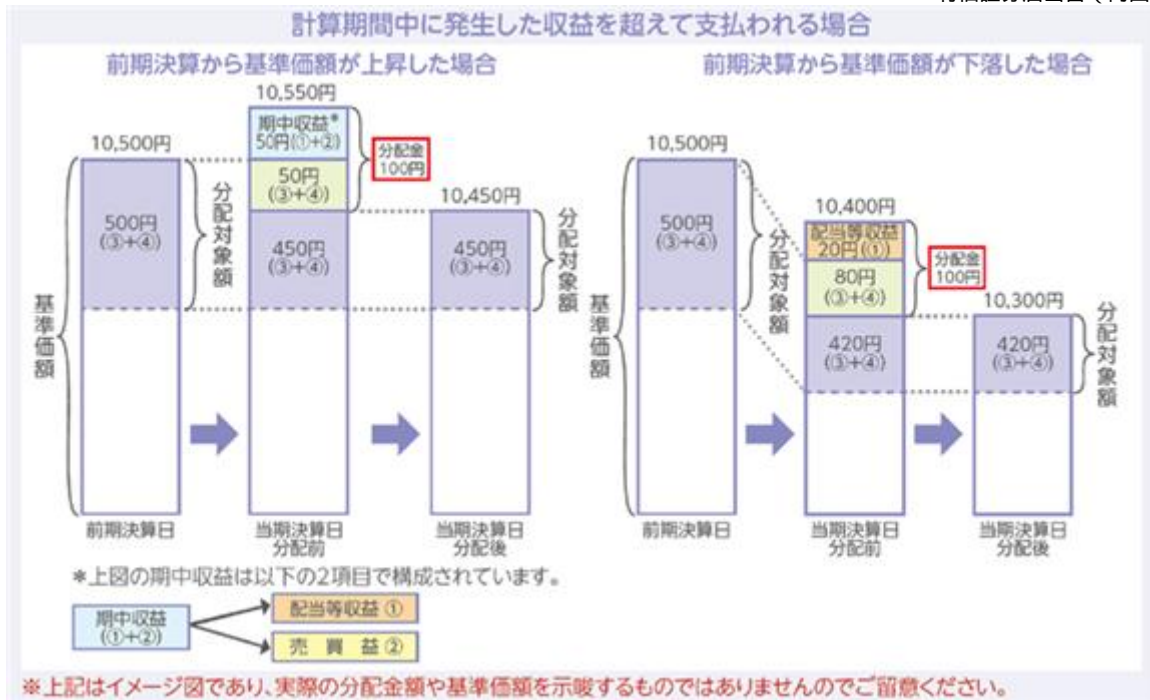 計算期間中に発生した収益を超えて支払われる場合
前期決算から基準価額が上昇した場合
10,550円
期中収益*
50円(①+②)
分配金
100円
10,500円
50円
(③+④)
10,450円
500円
(③+④)
分配対象額
450円
(③+④)
450円
(③+④)
分配対象額
基準価額
前期決算日
当期決算日
分配前
当期決算日
分配後
前期決算から基準価額が下落した場合
10,500円
10,400円
500円
(③+④)
分配対象額
配当等収益
20円(①)
分配金
100円
80円
(③+④)
10,300円
420円
(③+④)
420円
(③+④)
分配対象額
基準価額
前期決算日
当期決算日
分配前
当期決算日
分配後
*上図の期中収益は以下の2項目で構成されています。
期中収益
(①+②)
配当等収益 ①
売 買 益 ②
※上記はイメージ図であり、実際の分配金額や基準価額を示唆するものではありませんのでご留意ください。